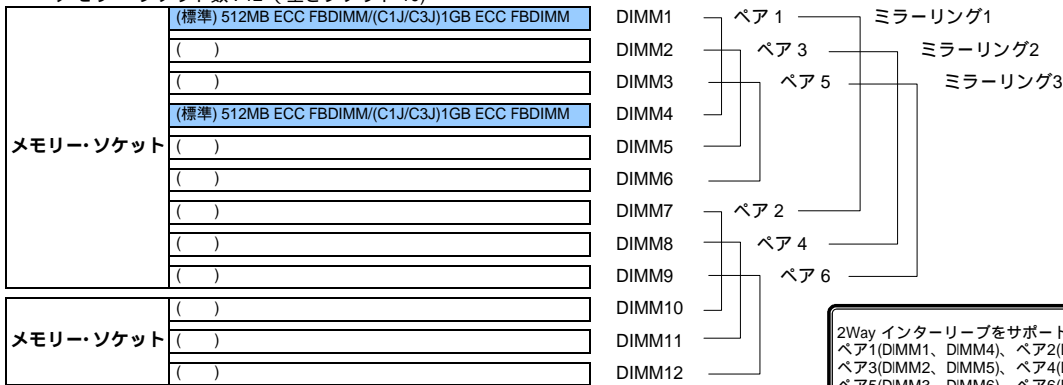 (標準) 512MB ECC FBDIMM/(C1J/C3J)1GB ECC FBDIMM DIMM1 ペア 1 ミラーリング1
( ) DIMM2 ペア 3 ミラーリング2
( ) DIMM3 ペア 5 ミラーリング3
(標準) 512MB ECC FBDIMM/(C1J/C3J)1GB ECC FBDIMM DIMM4
メモリー・ソケット ( ) DIMM5
( ) DIMM6
( ) DIMM7 ペア 2
( ) DIMM8 ペア 4
( ) DIMM9 ペア 6
( ) DIMM10
メモリー・ソケット ( ) DIMM11
( ) DIMM12
2Way インターリーブをサポート
ペア1(DIMM1、DIMM4)、ペア2(
ペア3(DIMM2、DIMM5)、ペア4(